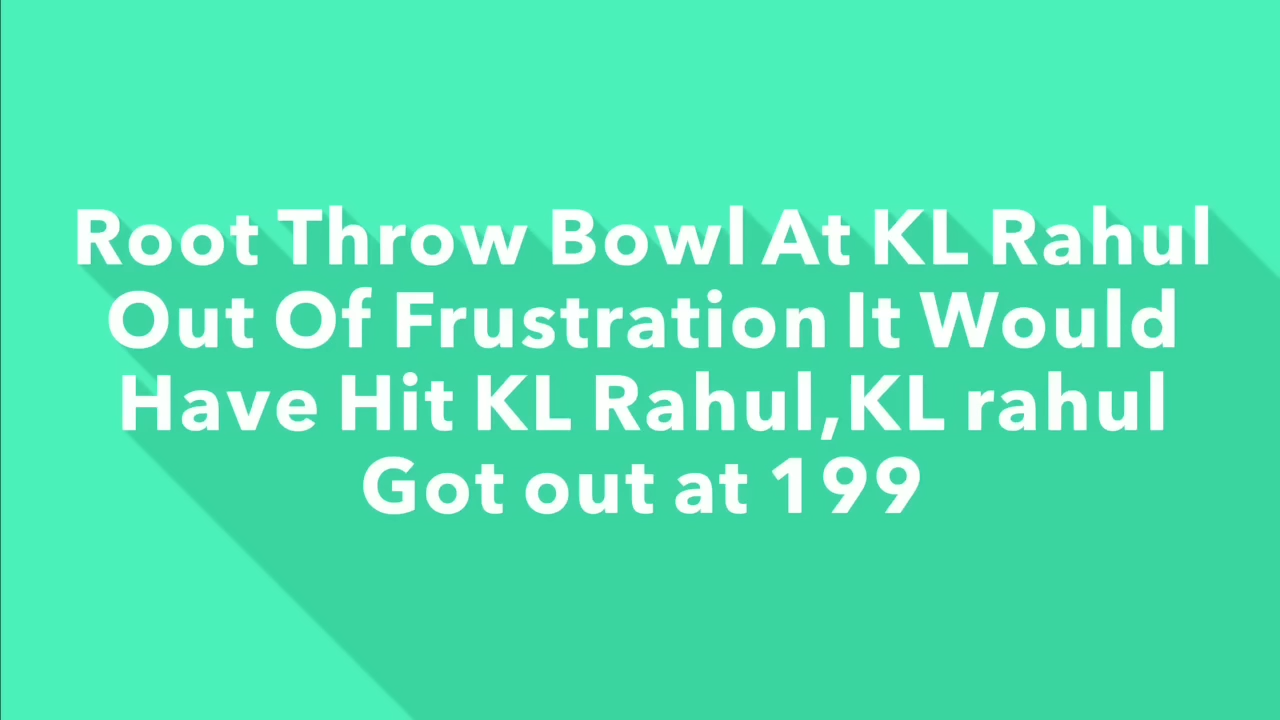 Root Throw Bowl At KL Rahul
Out Of Frustration It Would
Have Hit KL Rahul,KL rahul
Got out at 199